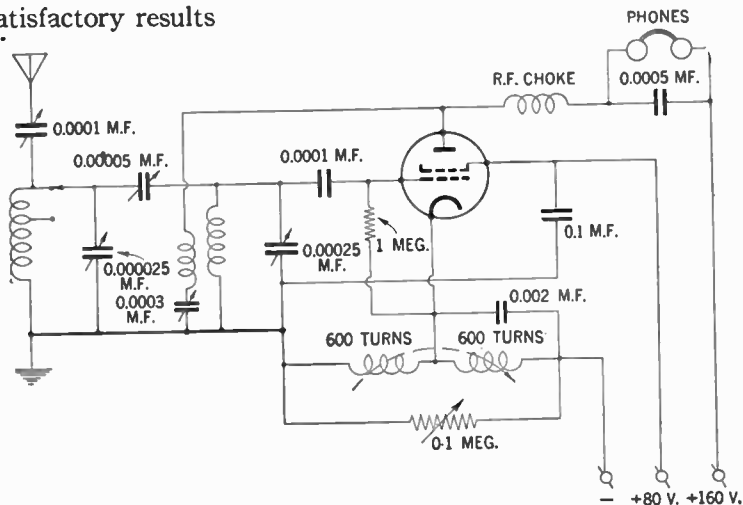 atisfactory results
PHONES
R.F. CHOKE
0.0005 MF.
0.0001 M.F.
0.00005 M.F.
0.0001 M.F.
1 MEG.
0.00025
M.F.
0.1 M.F.
0.000025
M.F.
0.0003
M.F.
0.002 M.F.
600 TURNS
600 TURNS
0·1 MEG.
– +80 V. +160 V.